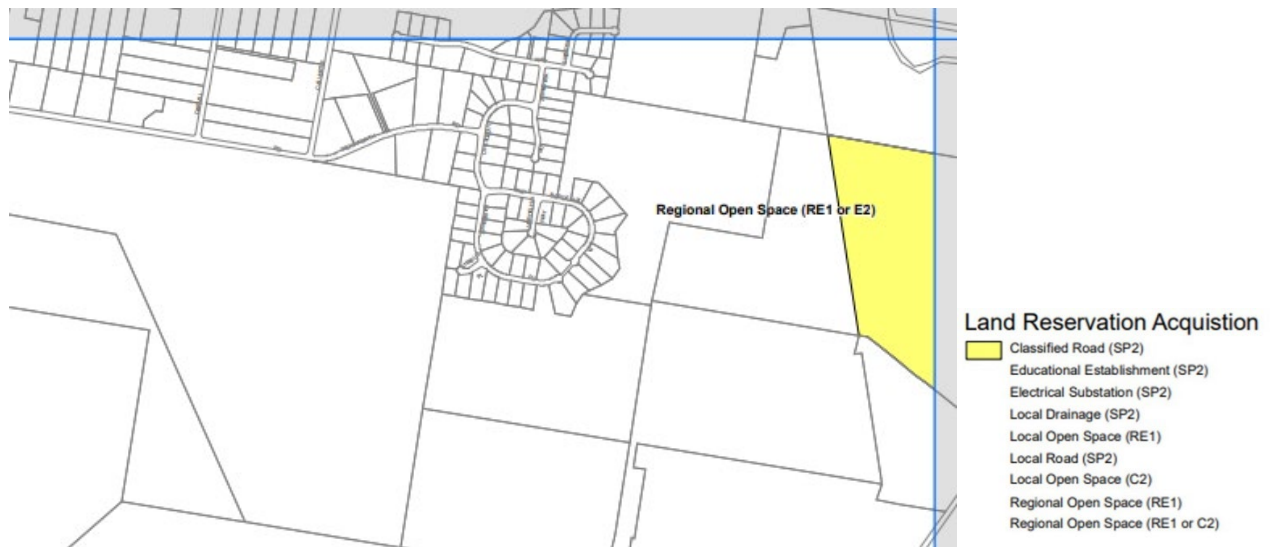 Regional Open Space (RE1 or E2)
Land Reservation Acquistion
Classified Road (SP2)
Educational Establishment (SP2)
Electrical Substation (SP2)
Local Drainage (SP2)
Local Open Space (RE1)
Local Road (SP2)
Local Open Space (C2)
Regional Open Space (RE1)
Regional Open Space (RE1 or C2)